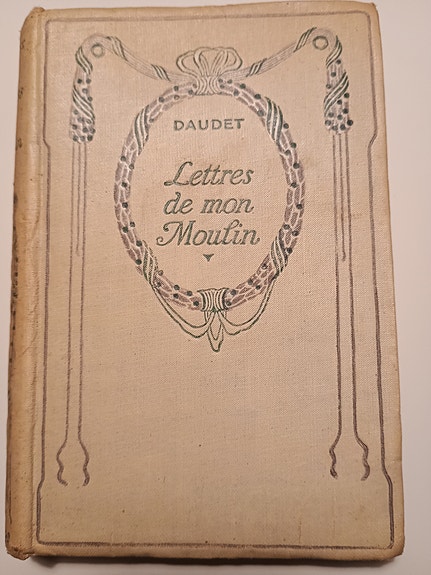 DAUDET
Lettres
de mon
Moulin